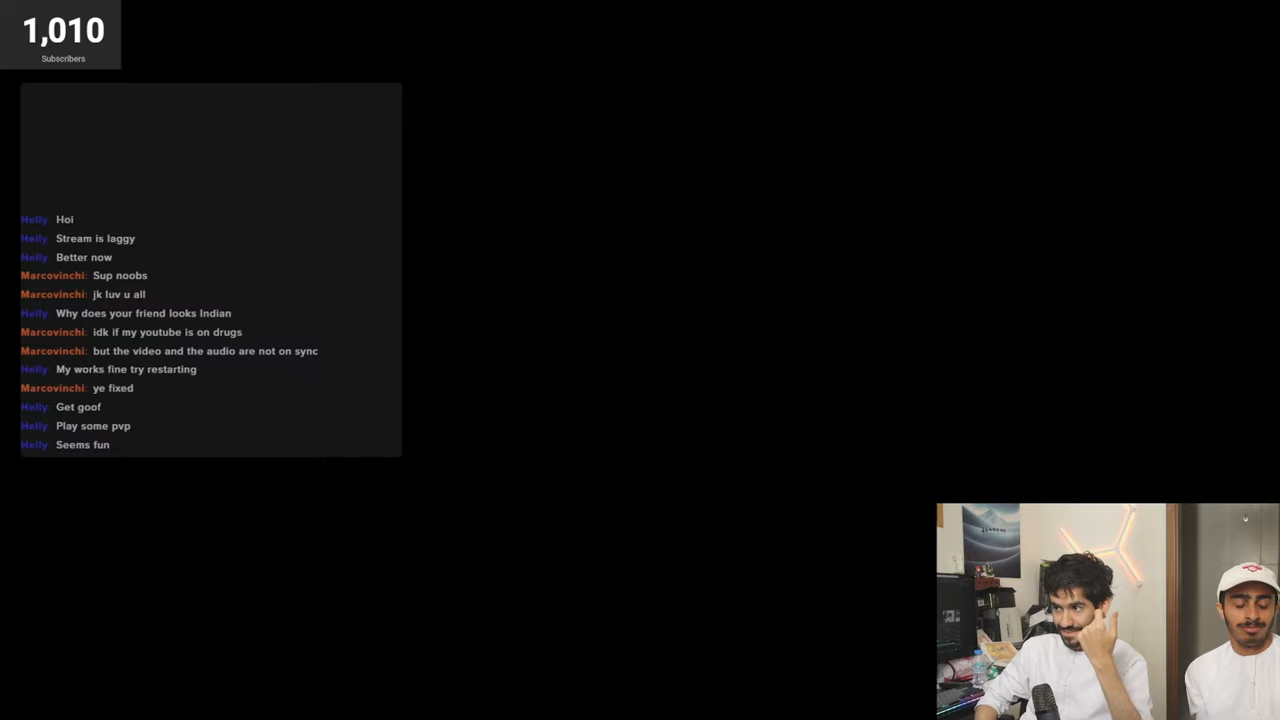 1,010
Subscribers
Helly Hoi
Helly Stream is laggy
Helly Better now
Marcovinchi: Sup noobs
Marcovinchi: jk luv u all
Helly Why does your friend looks Indian
Marcovinchi: idk if my youtube is on drugs
Marcovinchi: but the video and the audio are not on sync
Helly My works fine try restarting
Marcovinchi: ye fixed
Helly Get goof
Helly Play some pvp
Helly Seems fun